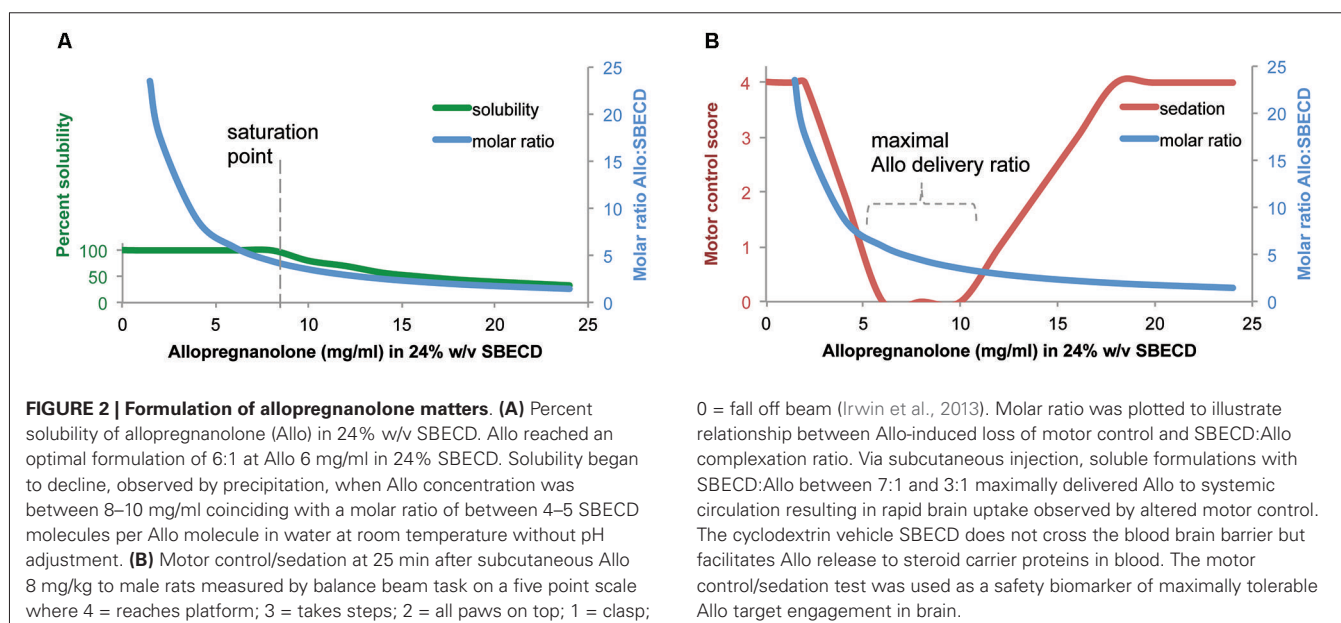 A
25
20
15
10
5
0
Molar ratio Allo:SBECD
solubility
molar ratio
saturation
point
Percent solubility
100
50
0
0 5 10 15 20 25
Allopregnanolone (mg/ml) in 24% w/v SBECD
B
4
3
2
1
0
Motor control score
sedation
molar ratio
maximal
Allo delivery ratio
25
20
15
10
5
0
Molar ratio Allo:SBECD
0 5 10 15 20 25
Allopregnanolone (mg/ml) in 24% w/v SBECD
FIGURE 2 | Formulation of allopregnanolone matters. (A) Percent
solubility of allopregnanolone (Allo) in 24% w/v SBECD. Allo reached an
optimal formulation of 6:1 at Allo 6 mg/ml in 24% SBECD. Solubility began
to decline, observed by precipitation, when Allo concentration was
between 8–10 mg/ml coinciding with a molar ratio of between 4–5 SBECD
molecules per Allo molecule in water at room temperature without pH
adjustment. (B) Motor control/sedation at 25 min after subcutaneous Allo
8 mg/kg to male rats measured by balance beam task on a five point scale
where 4 = reaches platform; 3 = takes steps; 2 = all paws on top; 1 = clasp;
0 = fall off beam (Irwin et al., 2013). Molar ratio was plotted to illustrate
relationship between Allo-induced loss of motor control and SBECD:Allo
complexation ratio. Via subcutaneous injection, soluble formulations with
SBECD:Allo between 7:1 and 3:1 maximally delivered Allo to systemic
circulation resulting in rapid brain uptake observed by altered motor control.
The cyclodextrin vehicle SBECD does not cross the blood brain barrier but
facilitates Allo release to steroid carrier proteins in blood. The motor
control/sedation test was used as a safety biomarker of maximally tolerable
Allo target engagement in brain.